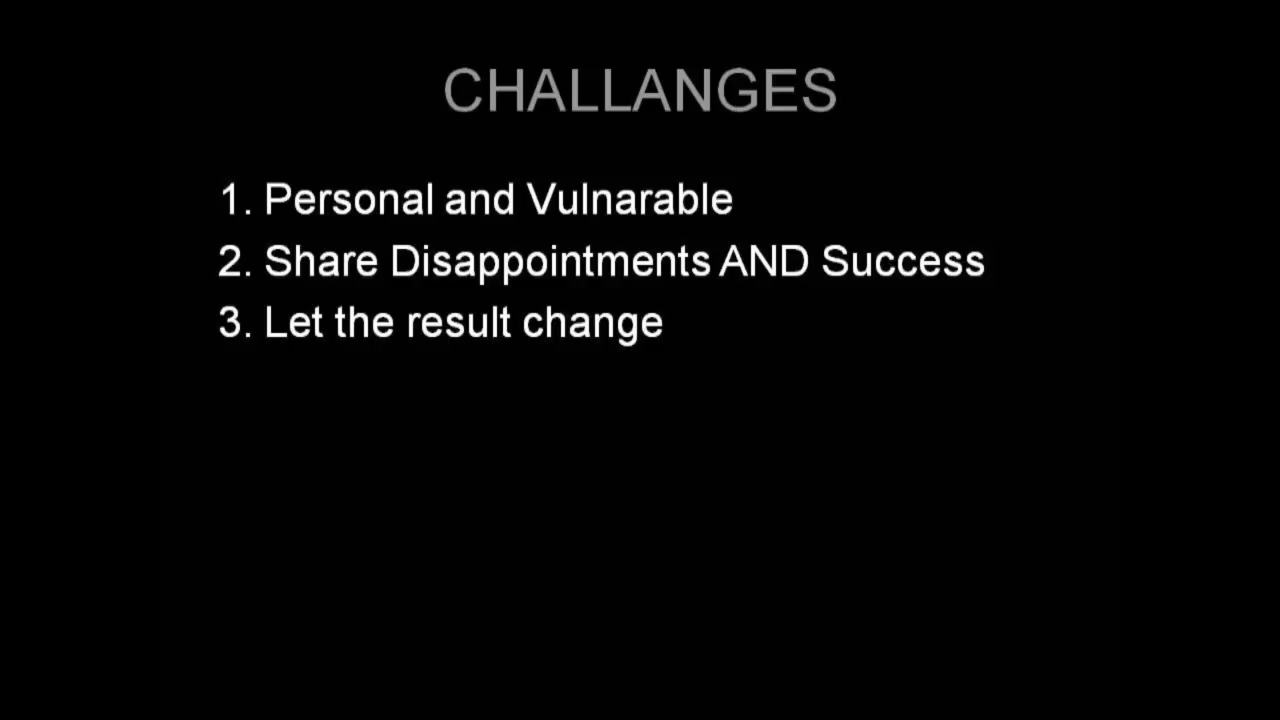 CHALLANGES
1. Personal and Vulnarable
2. Share Disappointments AND Success
3. Let the result change